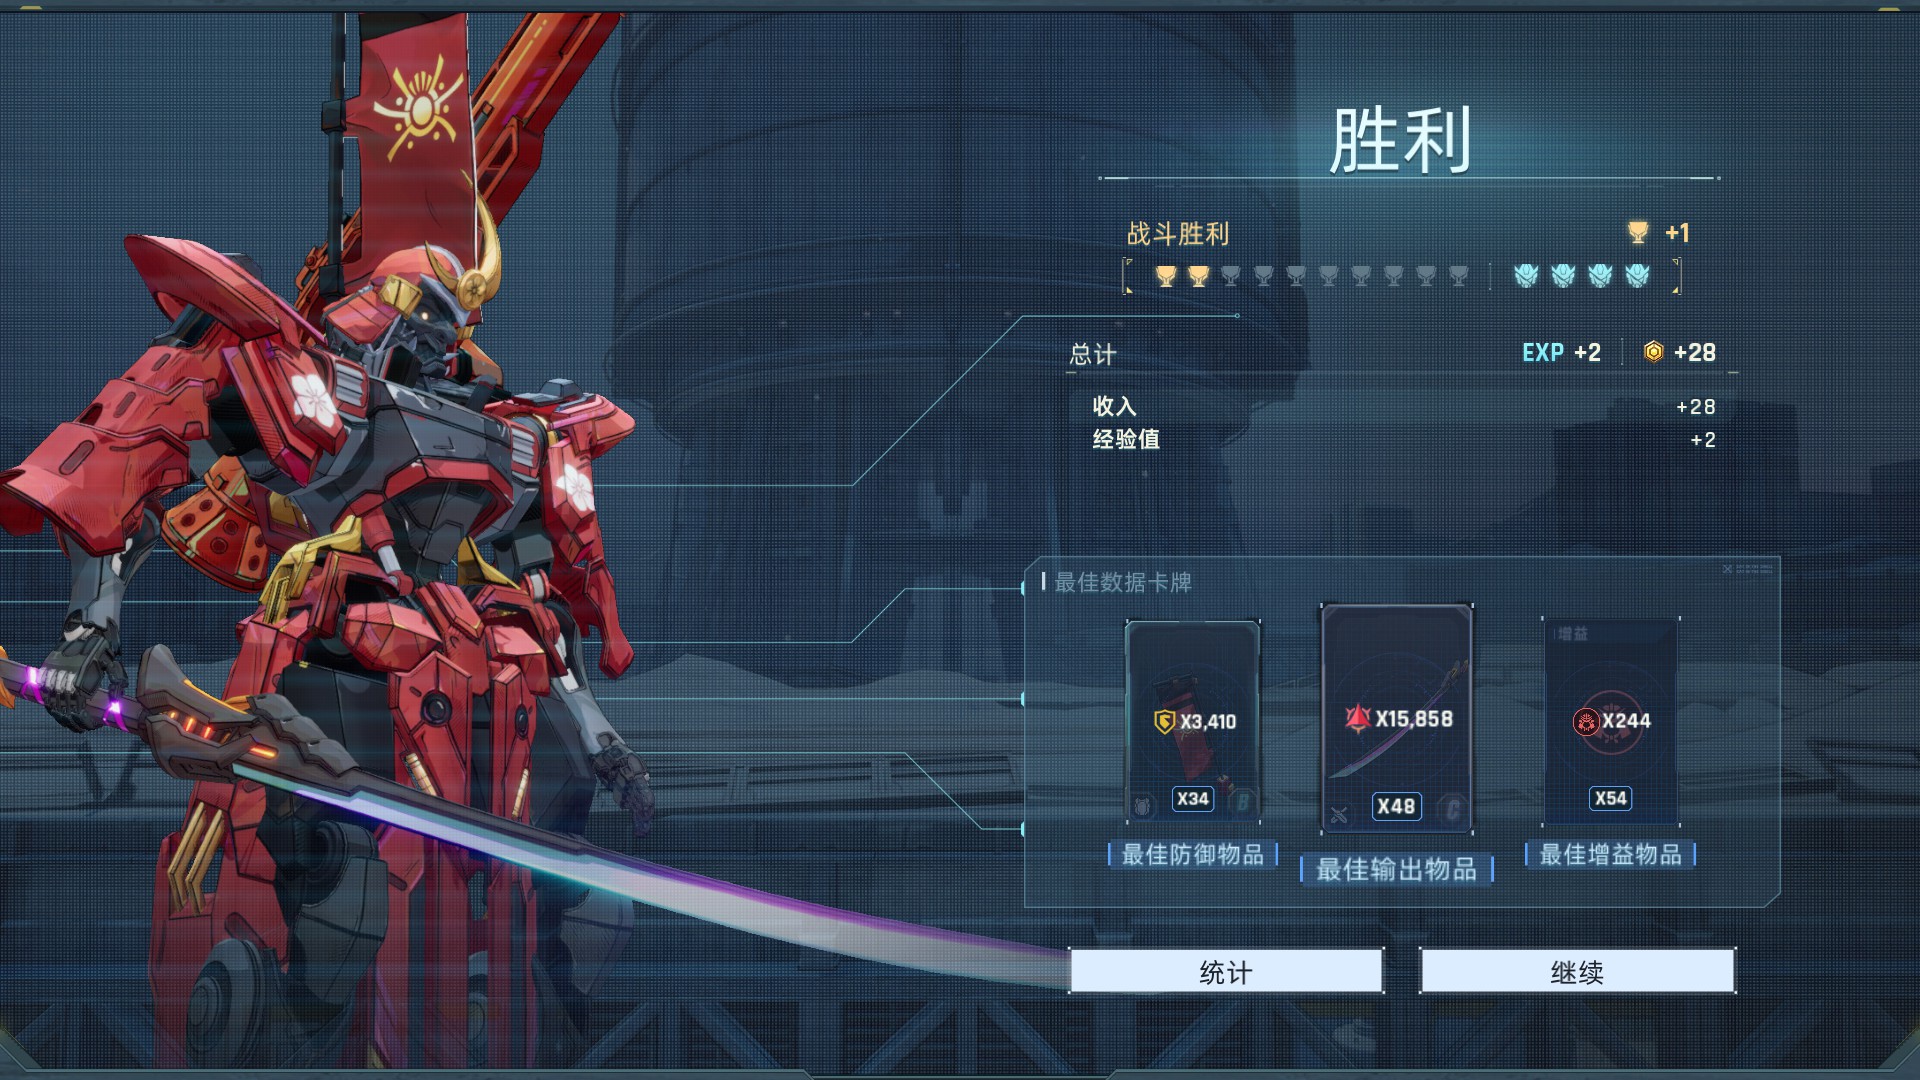 胜利
战斗胜利 +1
总计 EXP +2 +28
收入 +28
经验值 +2
最佳数据卡牌
增益
X3,410 X15,858 X244
B C
X34 X48 X54
最佳防御物品 最佳输出物品 最佳增益物品
统计 继续